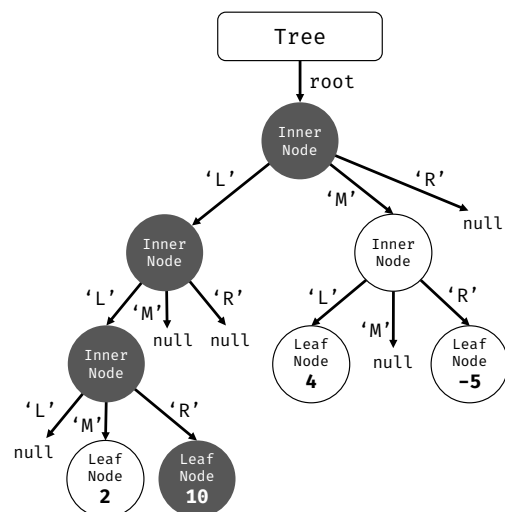 Tree
root
Inner
Node
‘L’
‘M’
‘R’
null
Inner
Node
Inner
Node
‘L’
‘M’
‘R’
null
null
‘L’
‘M’
‘R’
null
Inner
Node
Leaf
Node
4
Leaf
Node
-5
‘L’
‘M’
‘R’
null
Leaf
Node
2
Leaf
Node
10